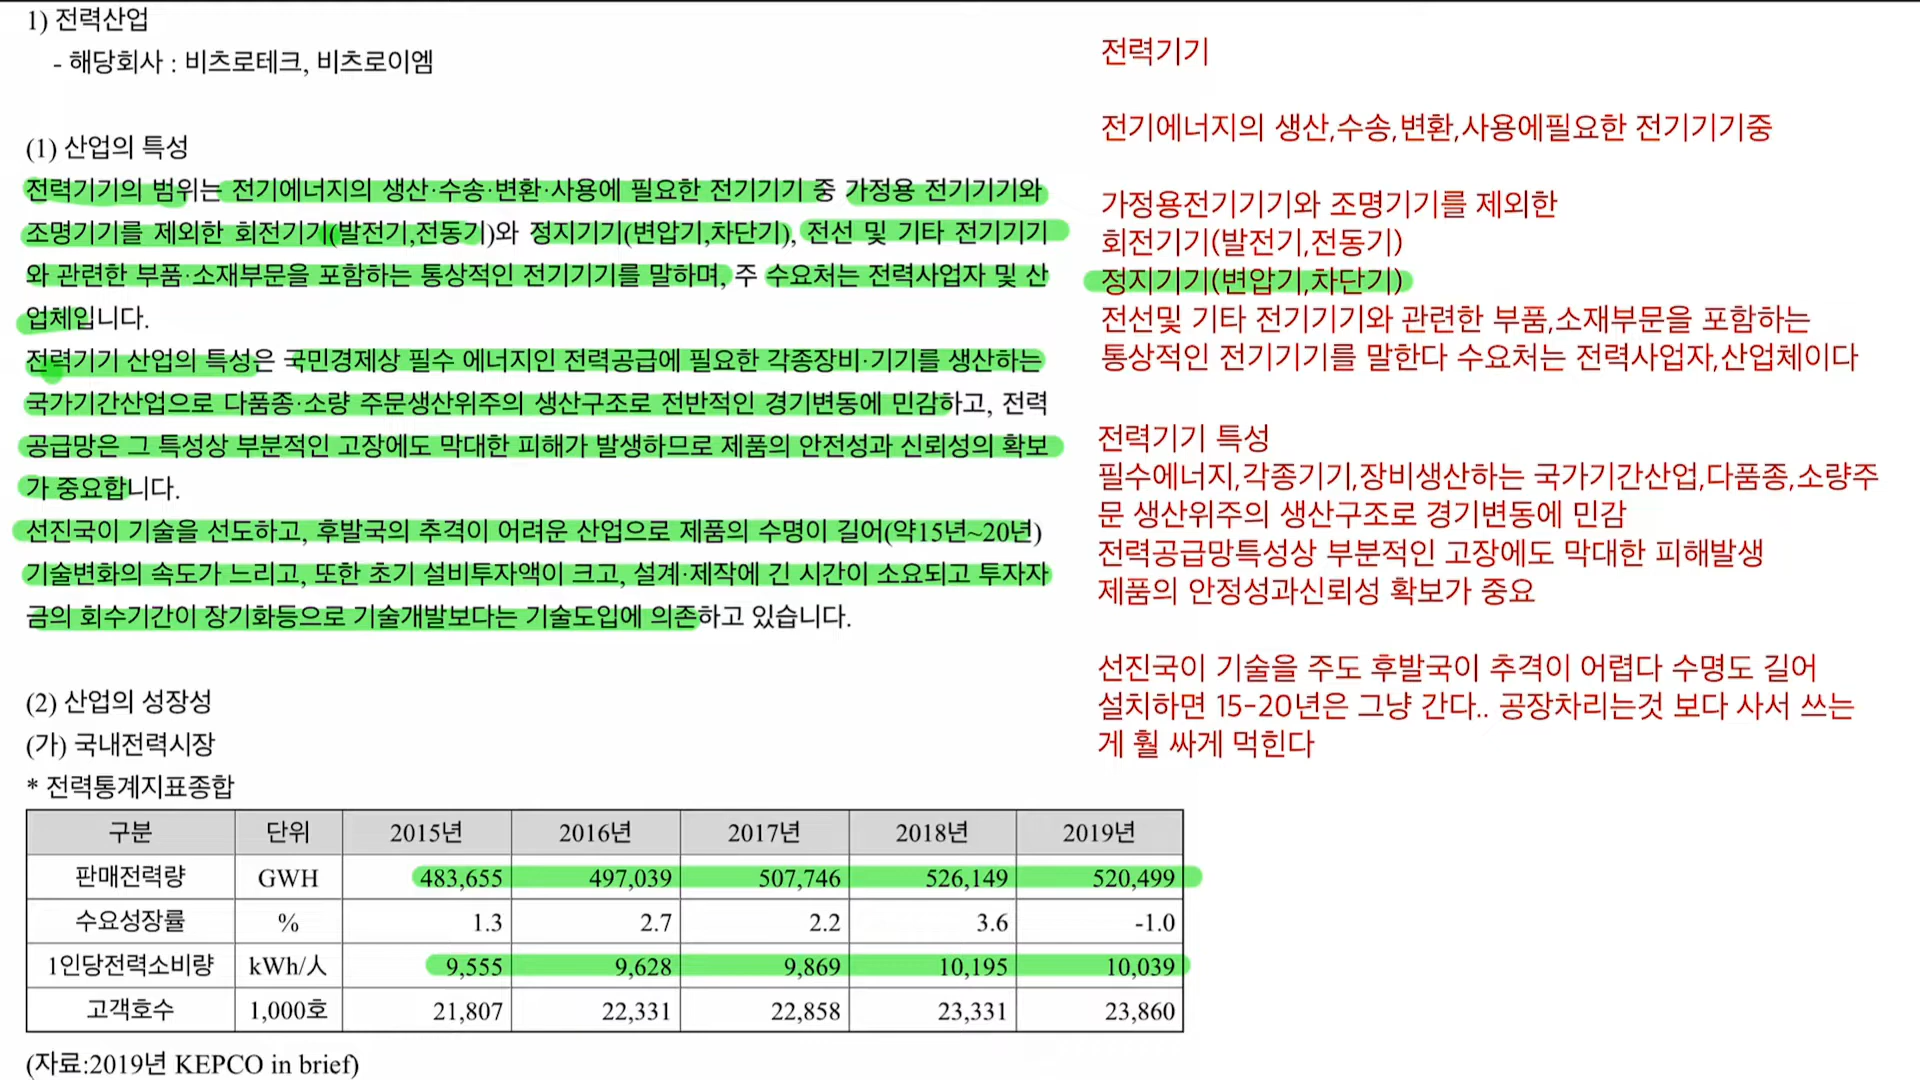 1) 전력산업
- 해당회사 : 비츠로테크, 비츠로이엠
(1) 산업의 특성
전력기기의 범위는 전기에너지의 생산·수송·변환·사용에 필요한 전기기기 중 가정용 전기기기와
조명기기를 제외한 회전기기(발전기,전동기)와 정지기기(변압기,차단기), 전선 및 기타 전기기기
와 관련한 부품·소재부문을 포함하는 통상적인 전기기기를 말하며, 주 수요처는 전력사업자 및 산
업체입니다.
전력기기 산업의 특성은 국민경제상 필수 에너지인 전력공급에 필요한 각종장비·기기를 생산하는
국가기간산업으로 다품종·소량 주문생산위주의 생산구조로 전반적인 경기변동에 민감하고, 전력
공급망은 그 특성상 부분적인 고장에도 막대한 피해가 발생하므로 제품의 안전성과 신뢰성의 확보
가 중요합니다.
선진국이 기술을 선도하고, 후발국의 추격이 어려운 산업으로 제품의 수명이 길어(약15년~20년)
기술변화의 속도가 느리고, 또한 초기 설비투자액이 크고, 설계·제작에 긴 시간이 소요되고 투자자
금의 회수기간이 장기화등으로 기술개발보다는 기술도입에 의존하고 있습니다.
(2) 산업의 성장성
(가) 국내전력시장
* 전력통계지표종합
구분 단위 2015년 2016년 2017년 2018년 2019년
판매전력량 GWH 483,655 497,039 507,746 526,149 520,499
수요성장률 % 1.3 2.7 2.2 3.6 -1.0
1인당전력소비량 kWh/人 9,555 9,628 9,869 10,195 10,039
고객호수 1,000호 21,807 22,331 22,858 23,331 23,860
(자료:2019년 KEPCO in brief)
전력기기
전기에너지의 생산,수송,변환,사용에필요한 전기기기중
가정용전기기기와 조명기기를 제외한
회전기기(발전기,전동기)
정지기기(변압기,차단기)
전선및 기타 전기기기와 관련한 부품,소재부문을 포함하는
통상적인 전기기기를 말한다 수요처는 전력사업자,산업체이다
전력기기 특성
필수에너지,각종기기,장비생산하는 국가기간산업,다품종,소량주
문 생산위주의 생산구조로 경기변동에 민감
전력공급망특성상 부분적인 고장에도 막대한 피해발생
제품의 안정성과신뢰성 확보가 중요
선진국이 기술을 주도 후발국이 추격이 어렵다 수명도 길어
설치하면 15-20년은 그냥 간다.. 공장차리는것 보다 사서 쓰는
게 훨 싸게 먹힌다